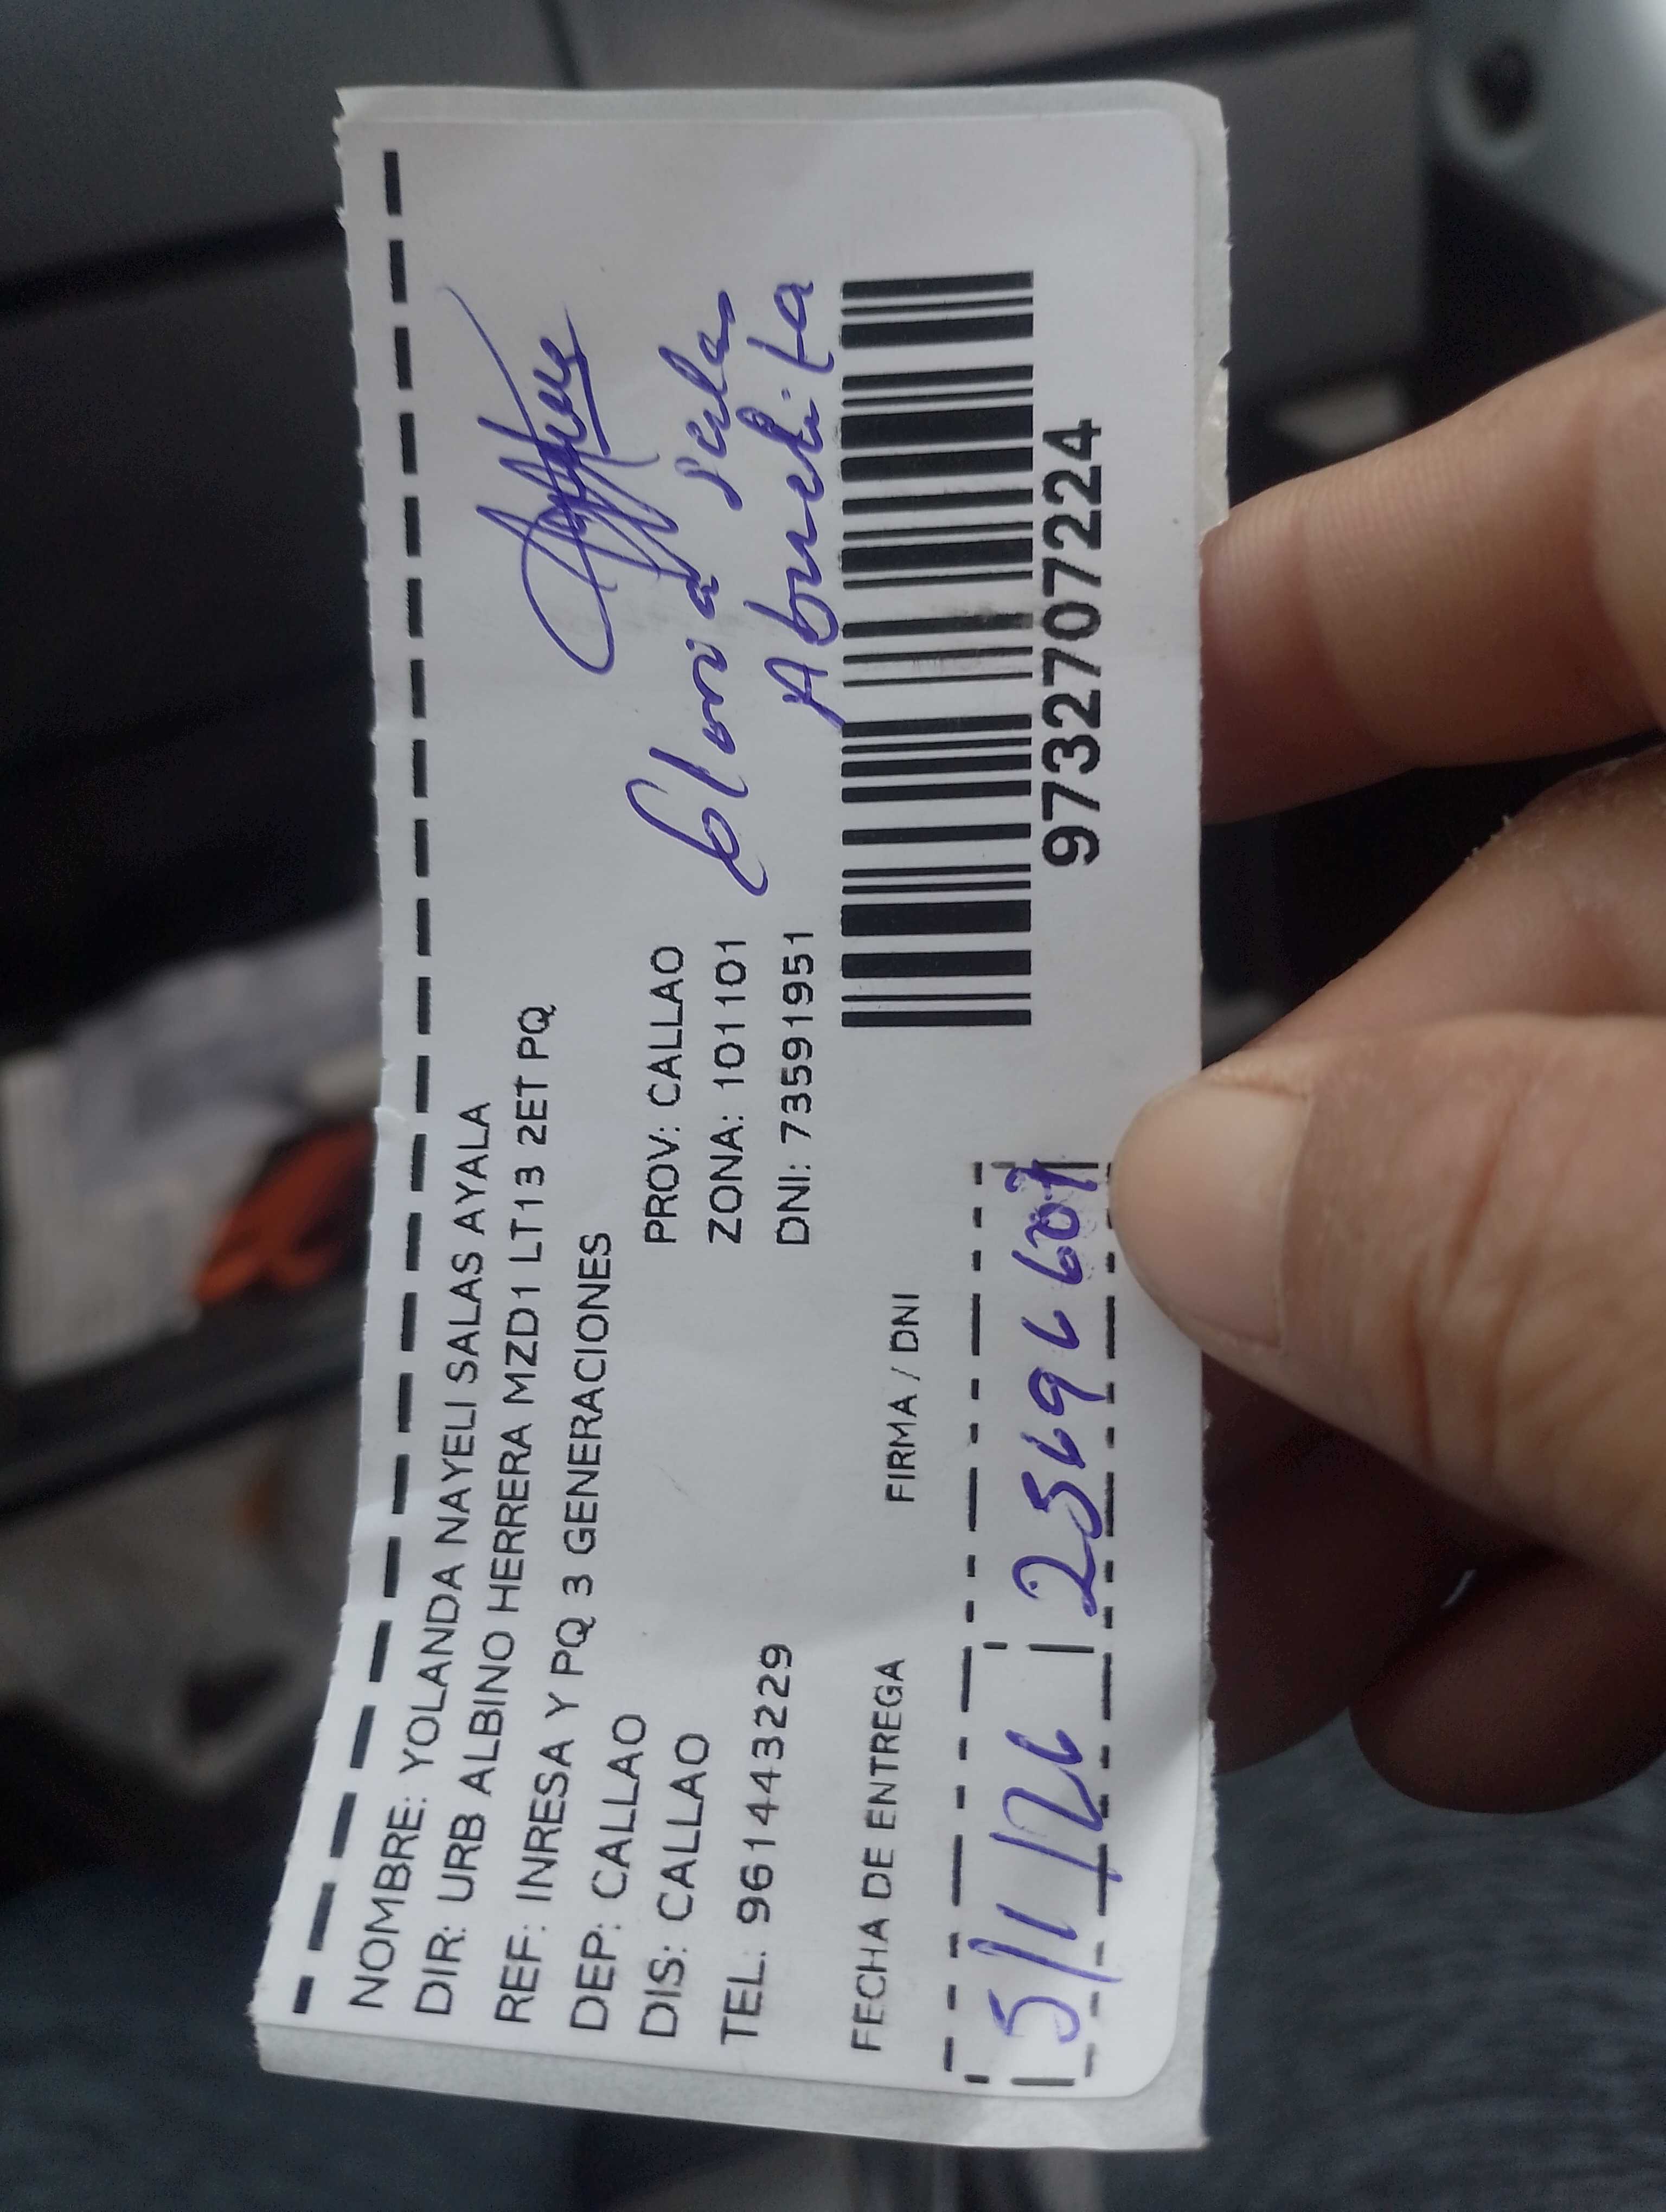 NOMBRE: YOLANDA NAYELI SALAS AYALA
DIR: URB ALBINO HERRERA MZD1 LT13 2ET PQ
REF: INRESA Y PQ 3 GENERACIONES
DEP: CALLAO PROV: CALLAO
DIS: CALLAO ZONA: 101101
TEL: 961443229 DNI: 73591951
Gloria Salas
Abuelita
9732707224
FECHA DE ENTREGA FIRMA / DNI
5/1/26